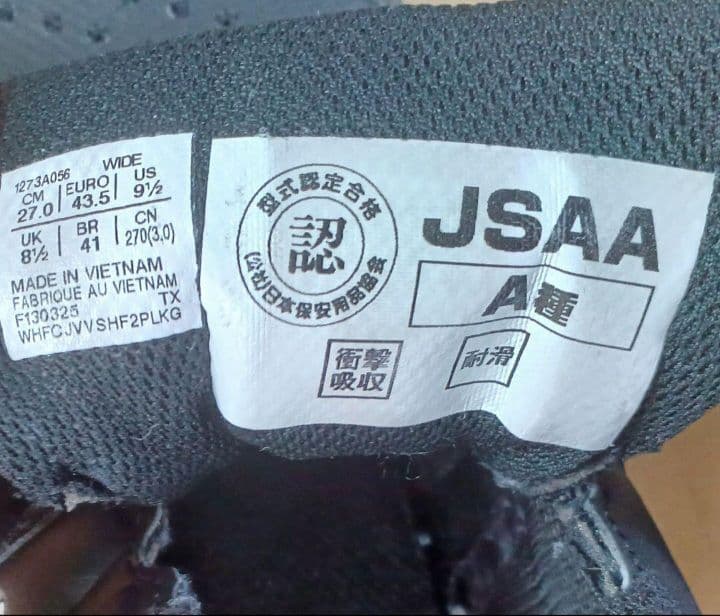 1273A056 WIDE
CM EURO US
27.0 43.5 9½
UK BR CN
8½ 41 270(3.0)
MADE IN VIETNAM
FABRIQUE AU VIETNAM
F130325 TX
WHFCJVVSHF2PLKG
型式認定合格
認
(公社)日本保安用品協会
JSAA
A種
衝撃
吸収
耐滑